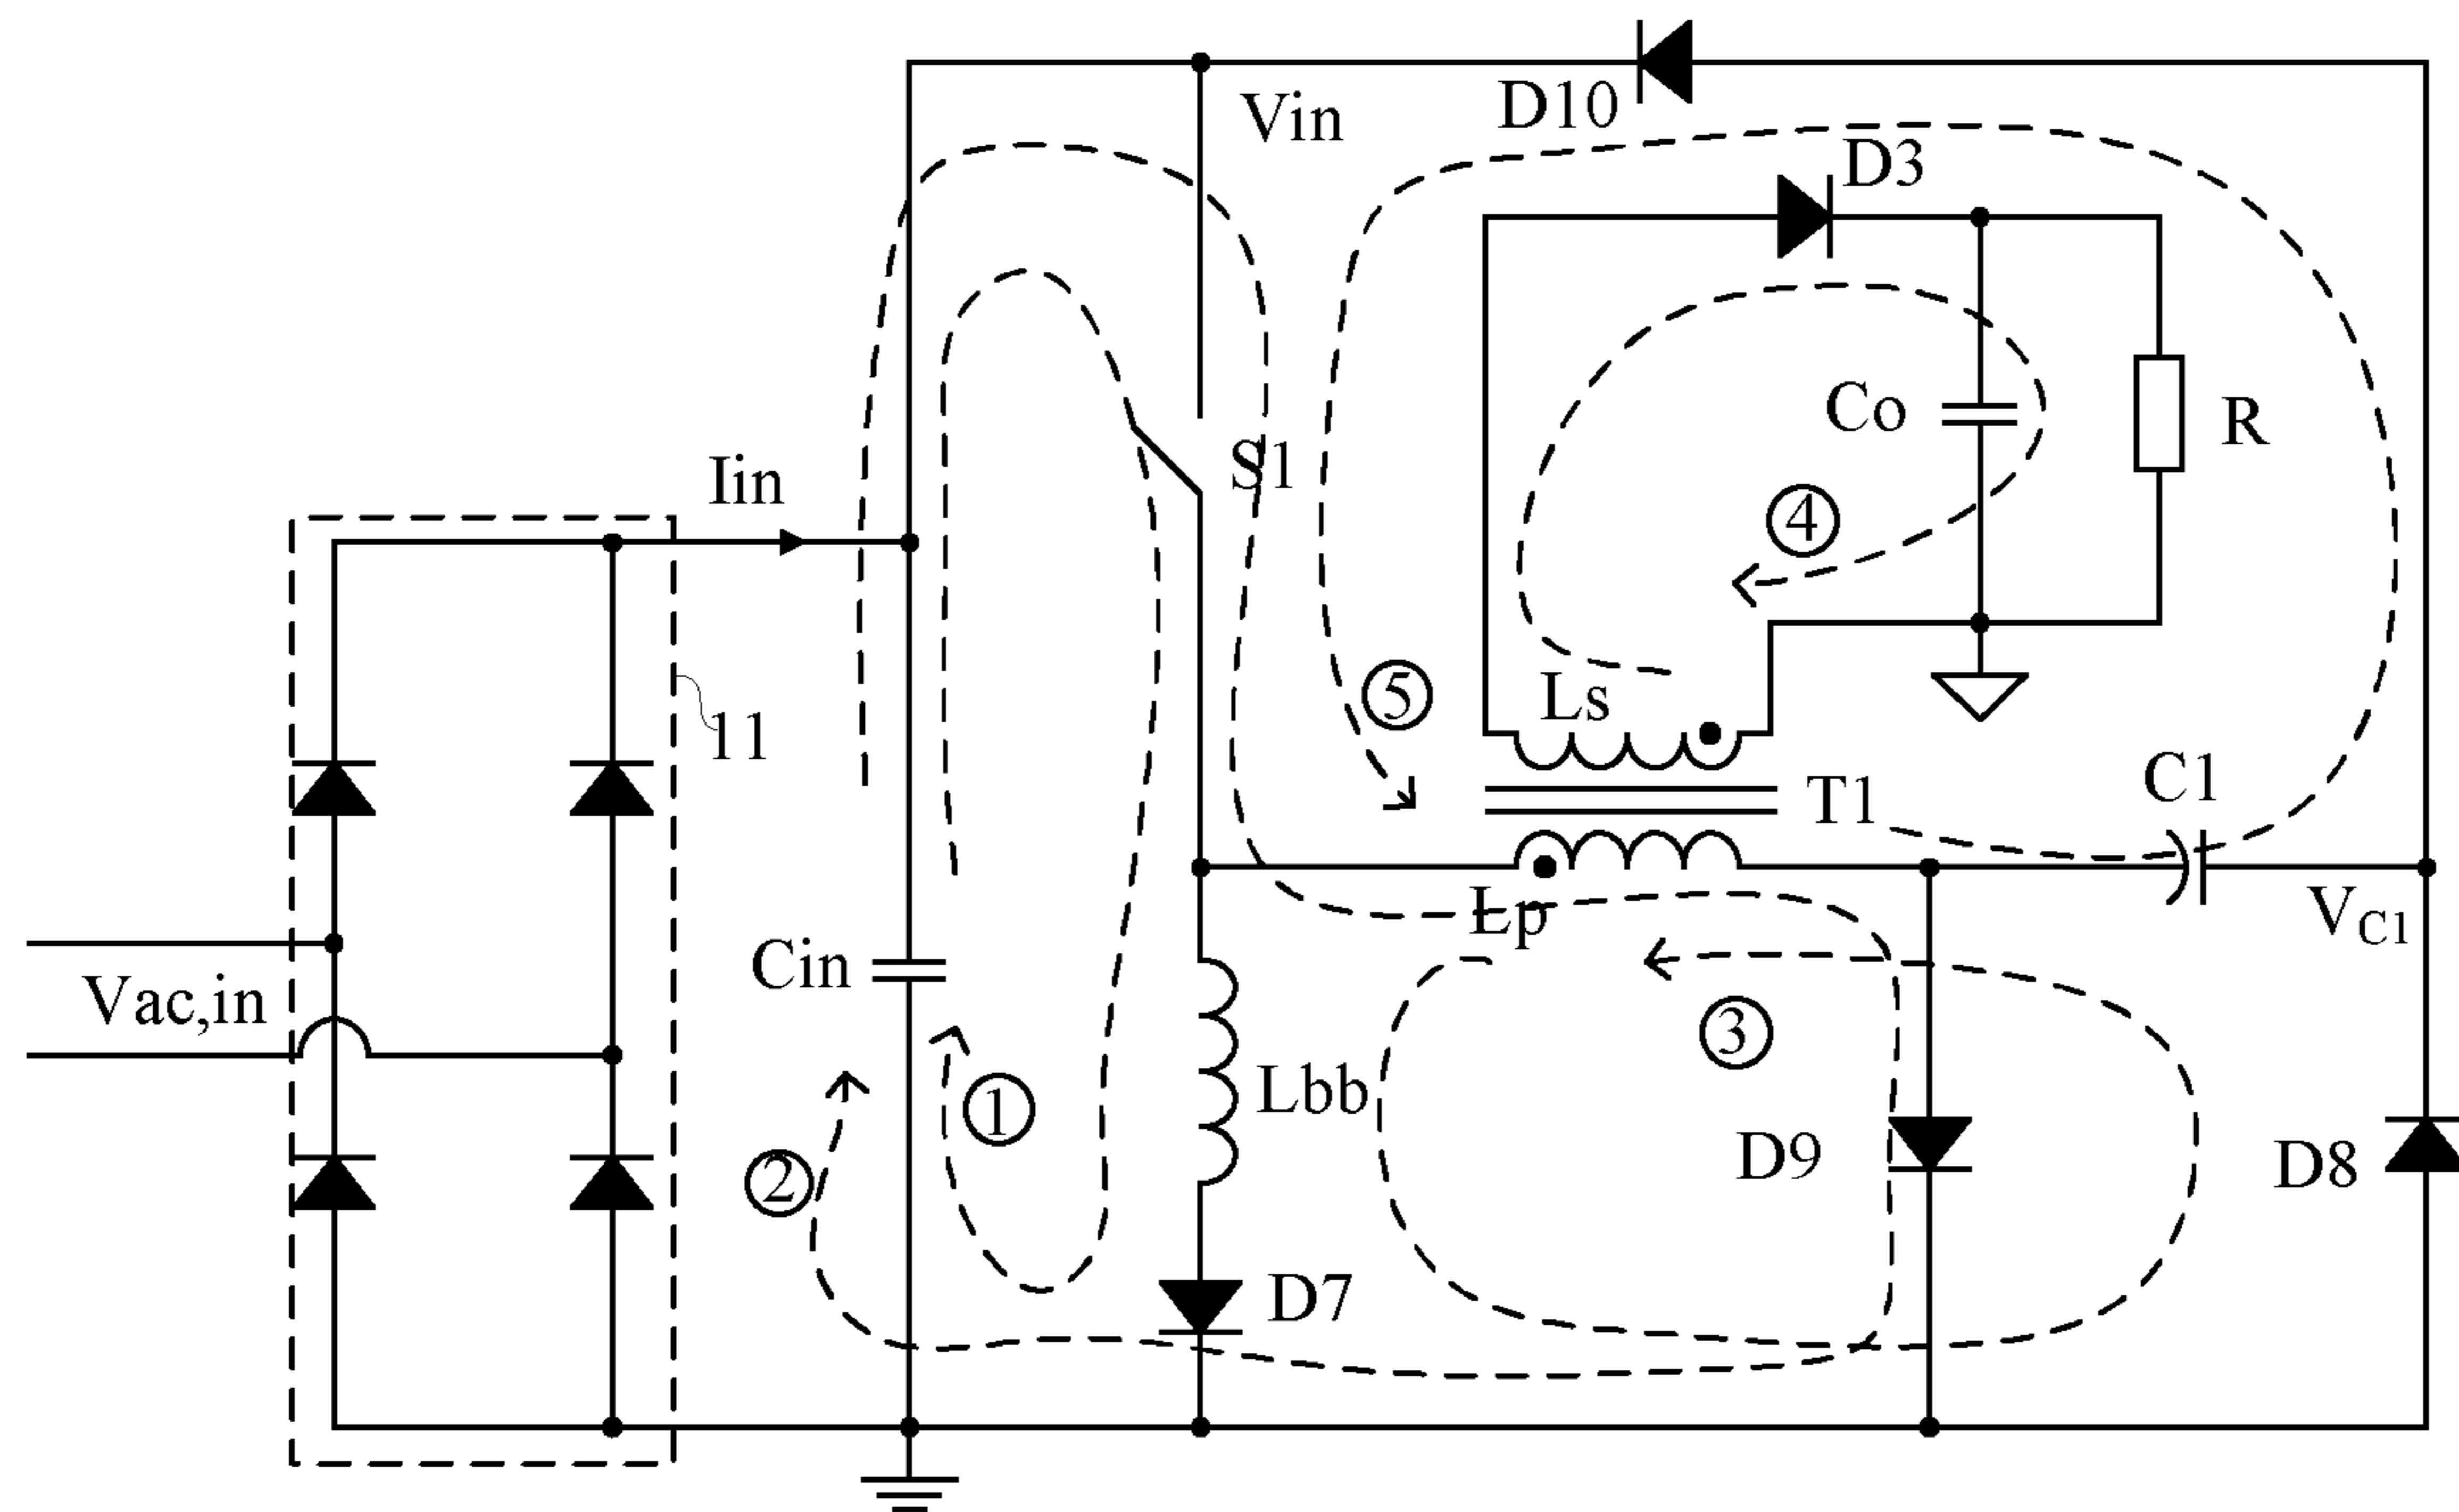 D10
Vin
D3
Co
R
S1
Iin
④
⑤
Ls
11
C1
T1
Lp
V_C1
Cin
Vac,in
③
Lbb
①
D9
D8
②
D7